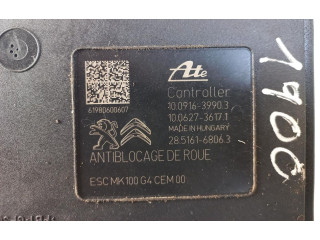 Ate
Controller
10.0916-3990.3
10.0627-3617.1
MADE IN HUNGARY
28.5161-6806.3
61980600607
ANTIBLOCAGE DE ROUE
ESC MK100 G4 CEM 00
1900